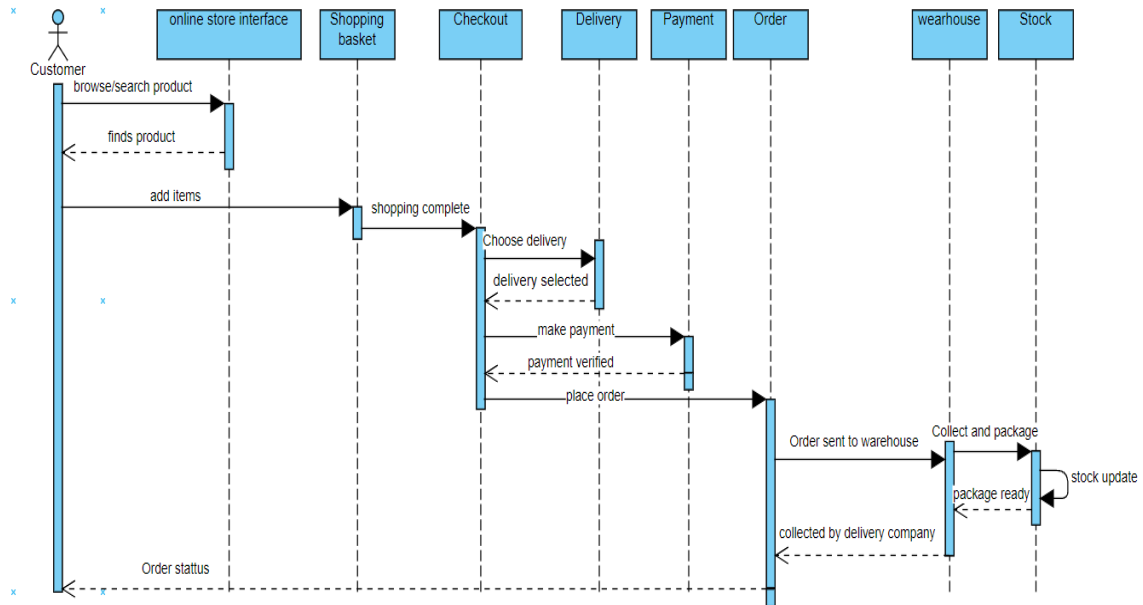 online store interface
Shopping
basket
Checkout
Delivery
Payment
Order
wearhouse
Stock
Customer
browse/search product
finds product
add items
shopping complete
Choose delivery
delivery selected
make payment
payment verified
place order
Order sent to warehouse
Collect and package
stock update
package ready
collected by delivery company
Order stattus